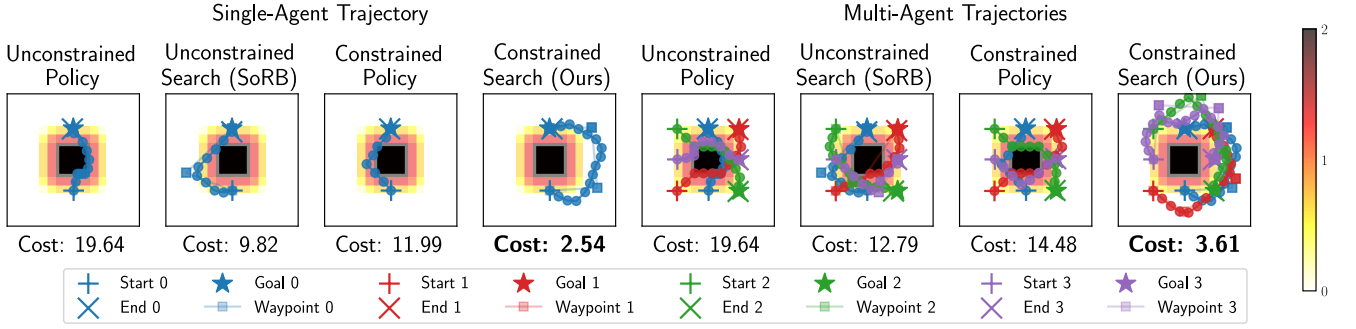 Single-Agent Trajectory
Multi-Agent Trajectories
Unconstrained
Policy
Unconstrained
Search (SoRB)
Constrained
Policy
Constrained
Search (Ours)
Unconstrained
Policy
Unconstrained
Search (SoRB)
Constrained
Policy
Constrained
Search (Ours)
2
1
0
Cost: 19.64
Cost: 9.82
Cost: 11.99
Cost: 2.54
Cost: 19.64
Cost: 12.79
Cost: 14.48
Cost: 3.61
Start 0
Goal 0
Start 1
Goal 1
Start 2
Goal 2
Start 3
Goal 3
End 0
Waypoint 0
End 1
Waypoint 1
End 2
Waypoint 2
End 3
Waypoint 3